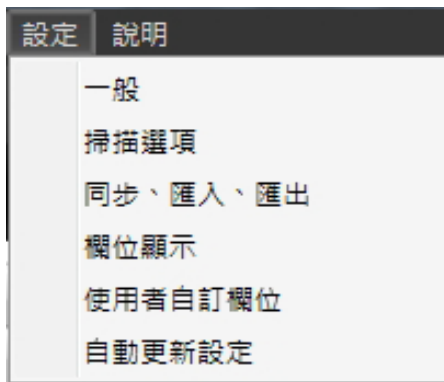 設定 說明
一般
掃描選項
同步、匯入、匯出
欄位顯示
使用者自訂欄位
自動更新設定